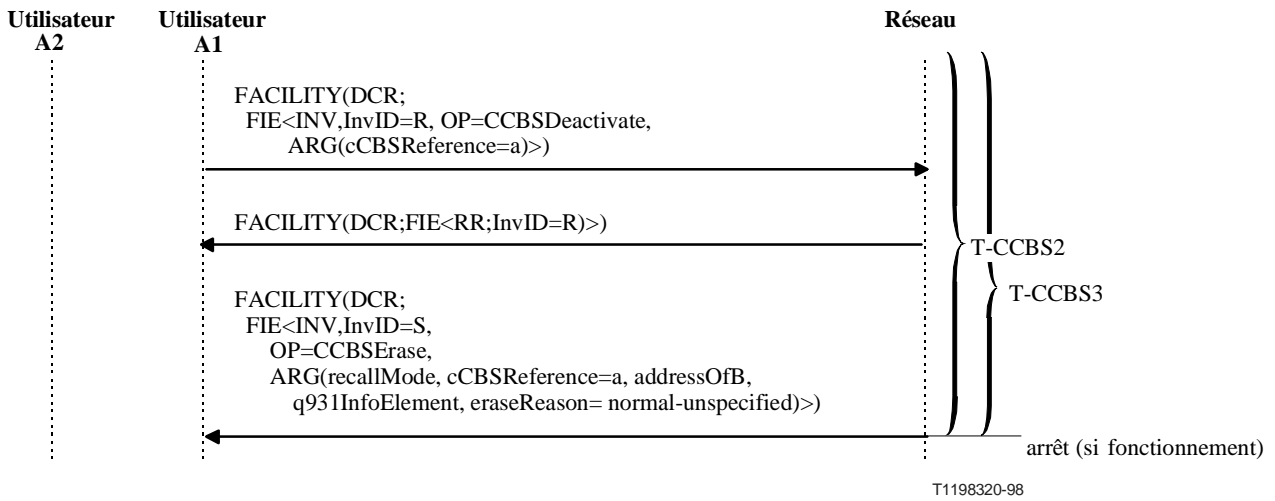 Utilisateur
A2
Utilisateur
A1
Réseau
FACILITY(DCR;
FIE<INV,InvID=R, OP=CCBSDeactivate,
ARG(cCBSReference=a)>)
FACILITY(DCR;FIE<RR;InvID=R)>)
T-CCBS2
T-CCBS3
FACILITY(DCR;
FIE<INV,InvID=S,
OP=CCBSErase,
ARG(recallMode, cCBSReference=a, addressOfB,
q931InfoElement, eraseReason= normal-unspecified)>)
arrêt (si fonctionnement)
T1198320-98